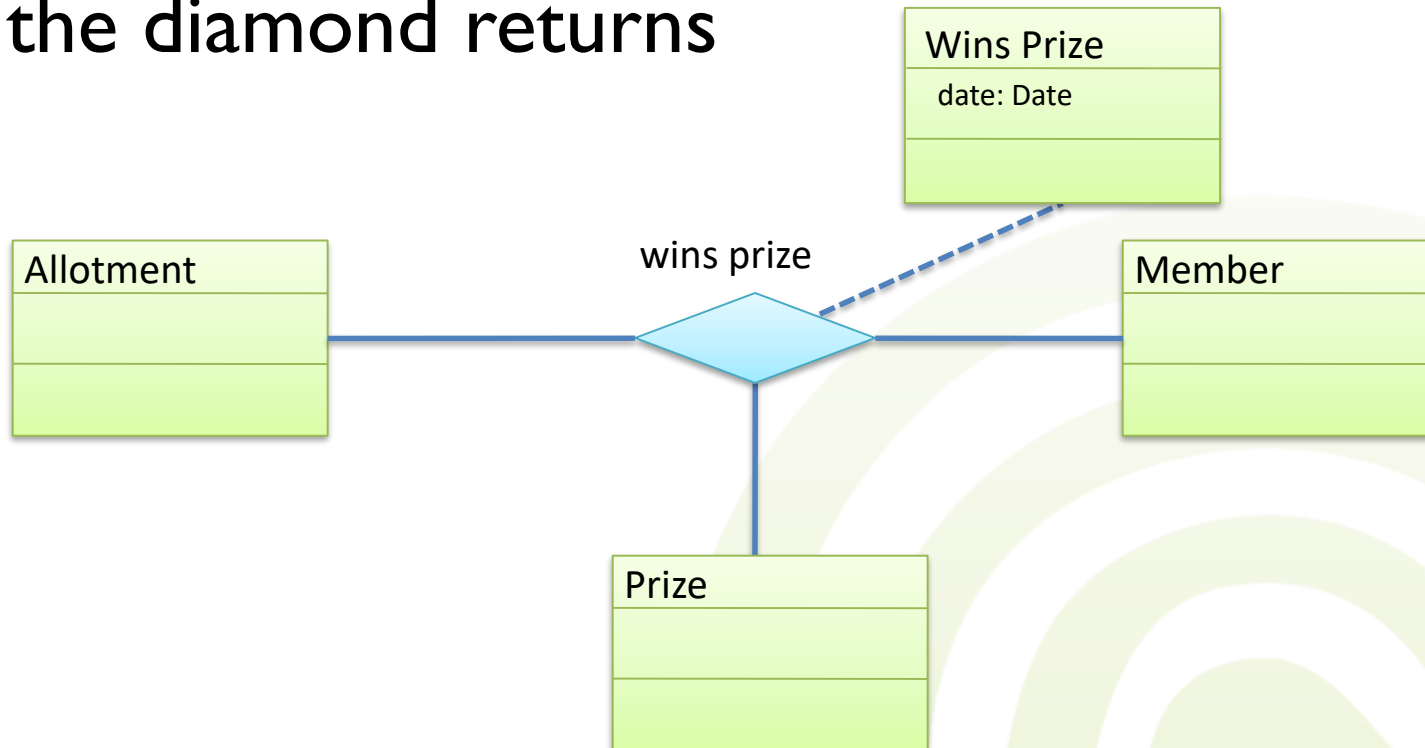 the diamond returns
Wins Prize
date: Date
Allotment
wins prize
Member
Prize